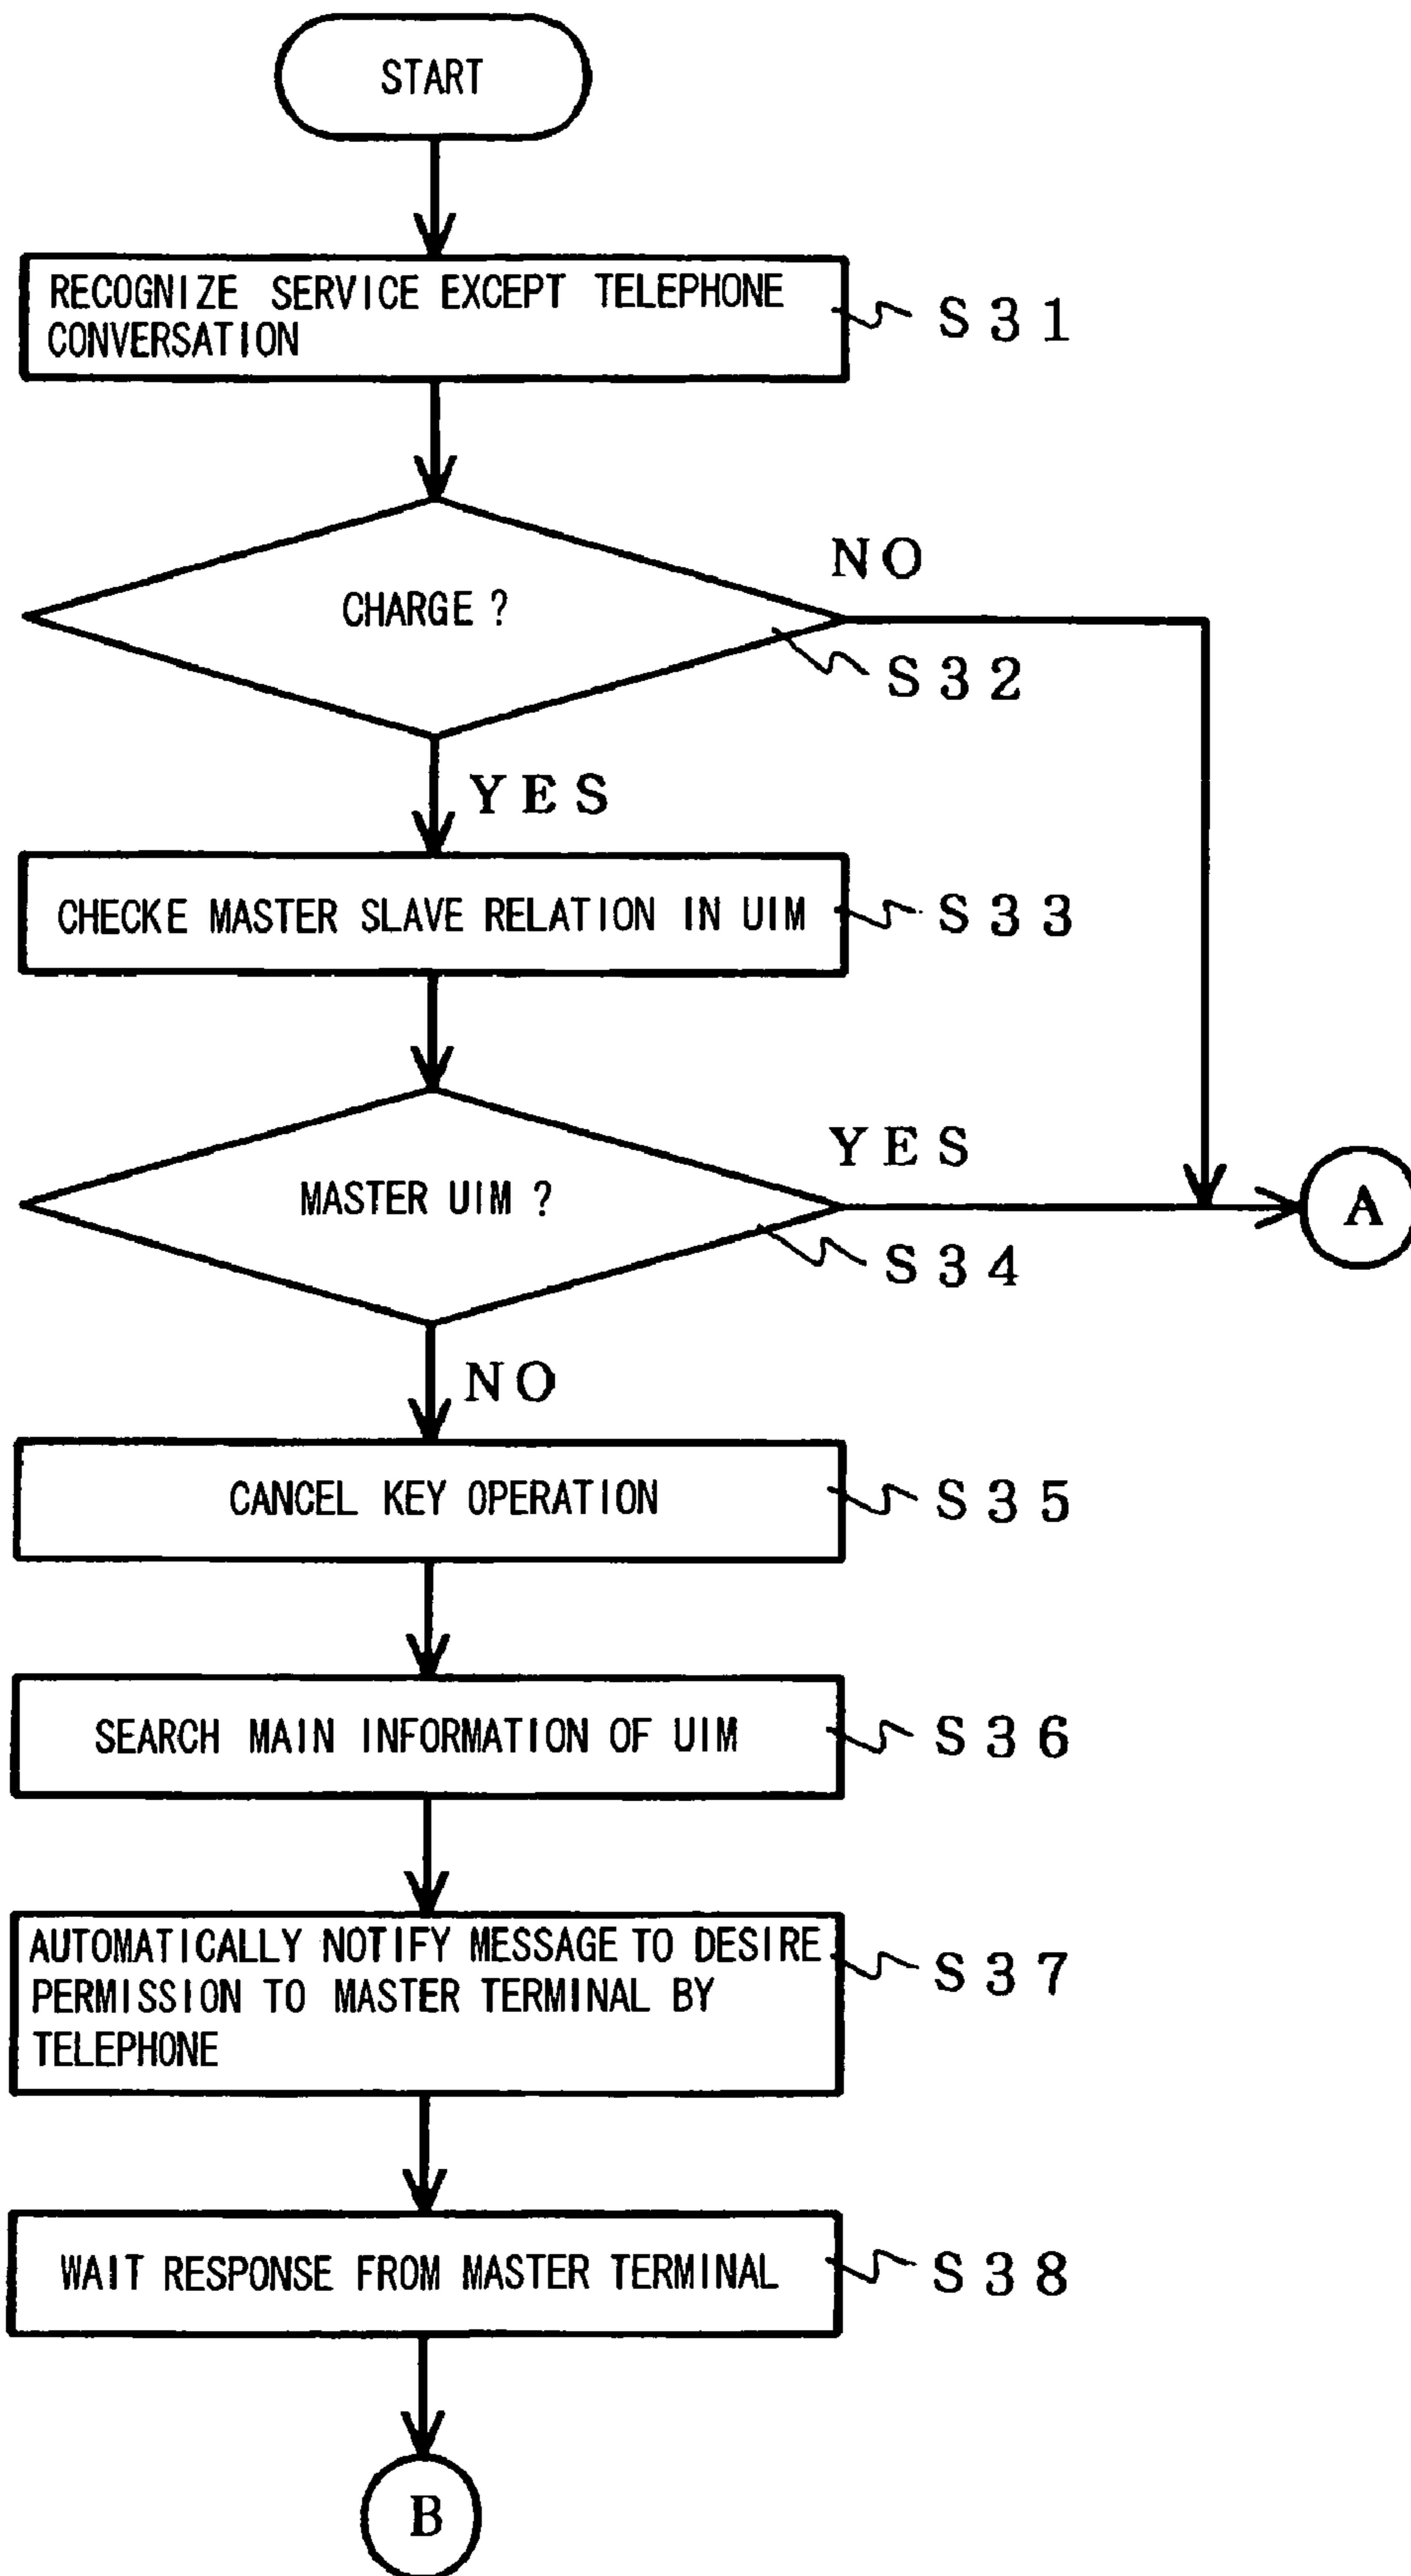 START
RECOGNIZE SERVICE EXCEPT TELEPHONE
CONVERSATION
S31
CHARGE ?
NO
S32
YES
CHECKE MASTER SLAVE RELATION IN UIM
S33
MASTER UIM ?
YES
A
S34
NO
CANCEL KEY OPERATION
S35
SEARCH MAIN INFORMATION OF UIM
S36
AUTOMATICALLY NOTIFY MESSAGE TO DESIRE
PERMISSION TO MASTER TERMINAL BY
TELEPHONE
S37
WAIT RESPONSE FROM MASTER TERMINAL
S38
B